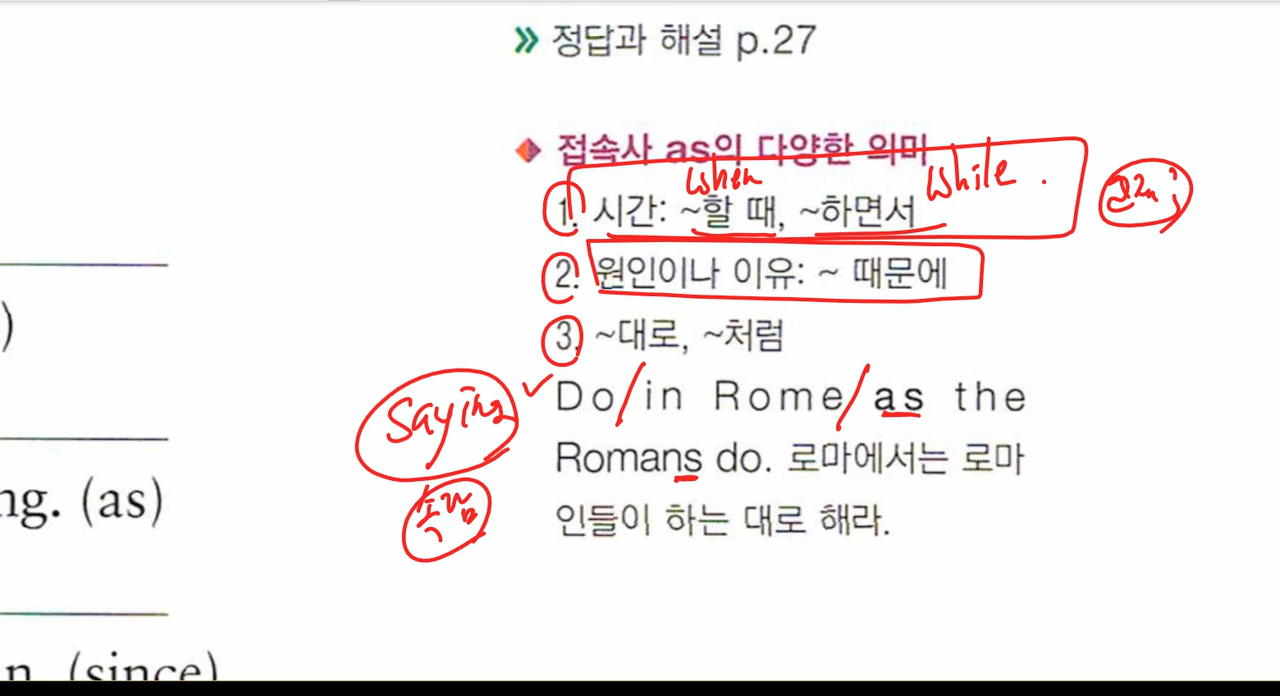 » 정답과 해설 p.27
◆ 접속사 as의 다양한 의미
when while.
1. 시간: ~할 때, ~하면서
2. 원인이나 이유: ~ 때문에
)
3. ~대로, ~처럼
Saying
Do / in Rome / as the
Romans do. 로마에서는 로마
ng. (as)
속담
인들이 하는 대로 해라.
n. (since)